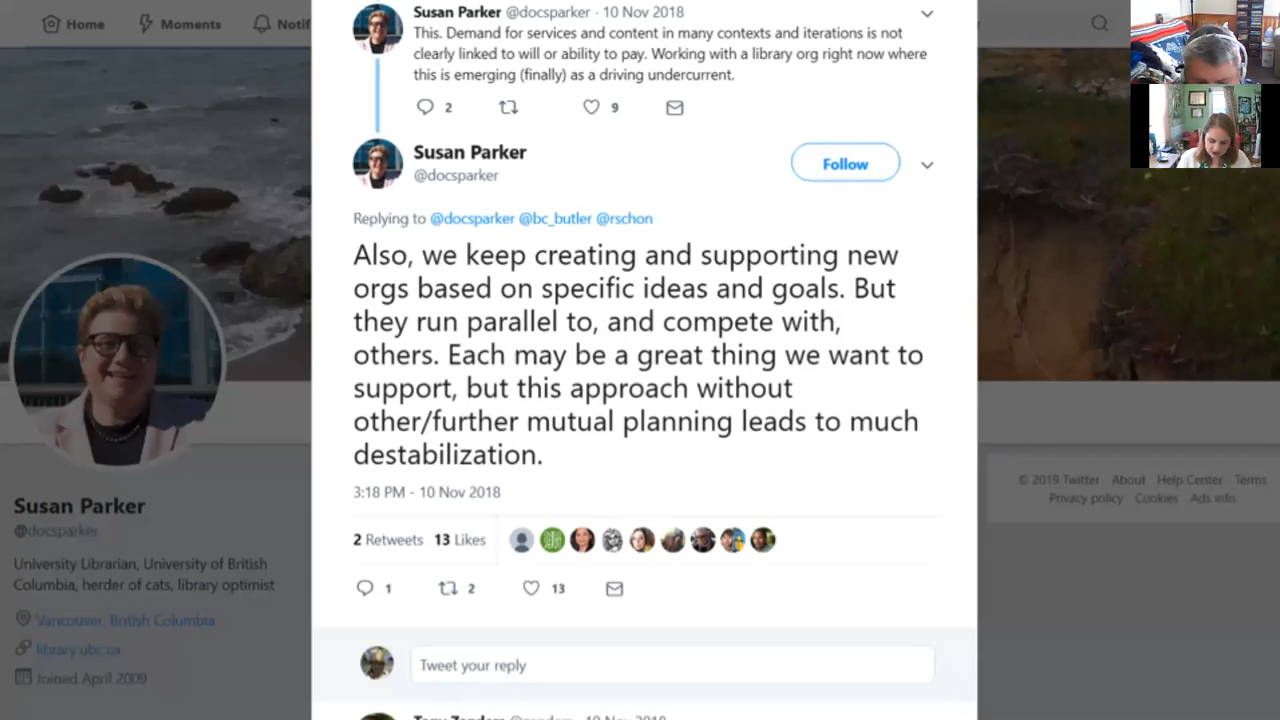 Home
Moments
Notif
Susan Parker @docsparker · 10 Nov 2018
This. Demand for services and content in many contexts and iterations is not
clearly linked to will or ability to pay. Working with a library org right now where
this is emerging (finally) as a driving undercurrent.
2
9
Susan Parker
@docsparker
Follow
Replying to @docsparker @bc_butler @rschon
Also, we keep creating and supporting new
orgs based on specific ideas and goals. But
they run parallel to, and compete with,
others. Each may be a great thing we want to
support, but this approach without
other/further mutual planning leads to much
destabilization.
3:18 PM - 10 Nov 2018
2 Retweets 13 Likes
1
2
13
Tweet your reply
Susan Parker
@docsparker
University Librarian, University of British
Columbia, herder of cats, library optimist
Vancouver, British Columbia
library.ubc.ca
Joined April 2009
© 2019 Twitter About Help Center Terms
Privacy policy Cookies Ads info